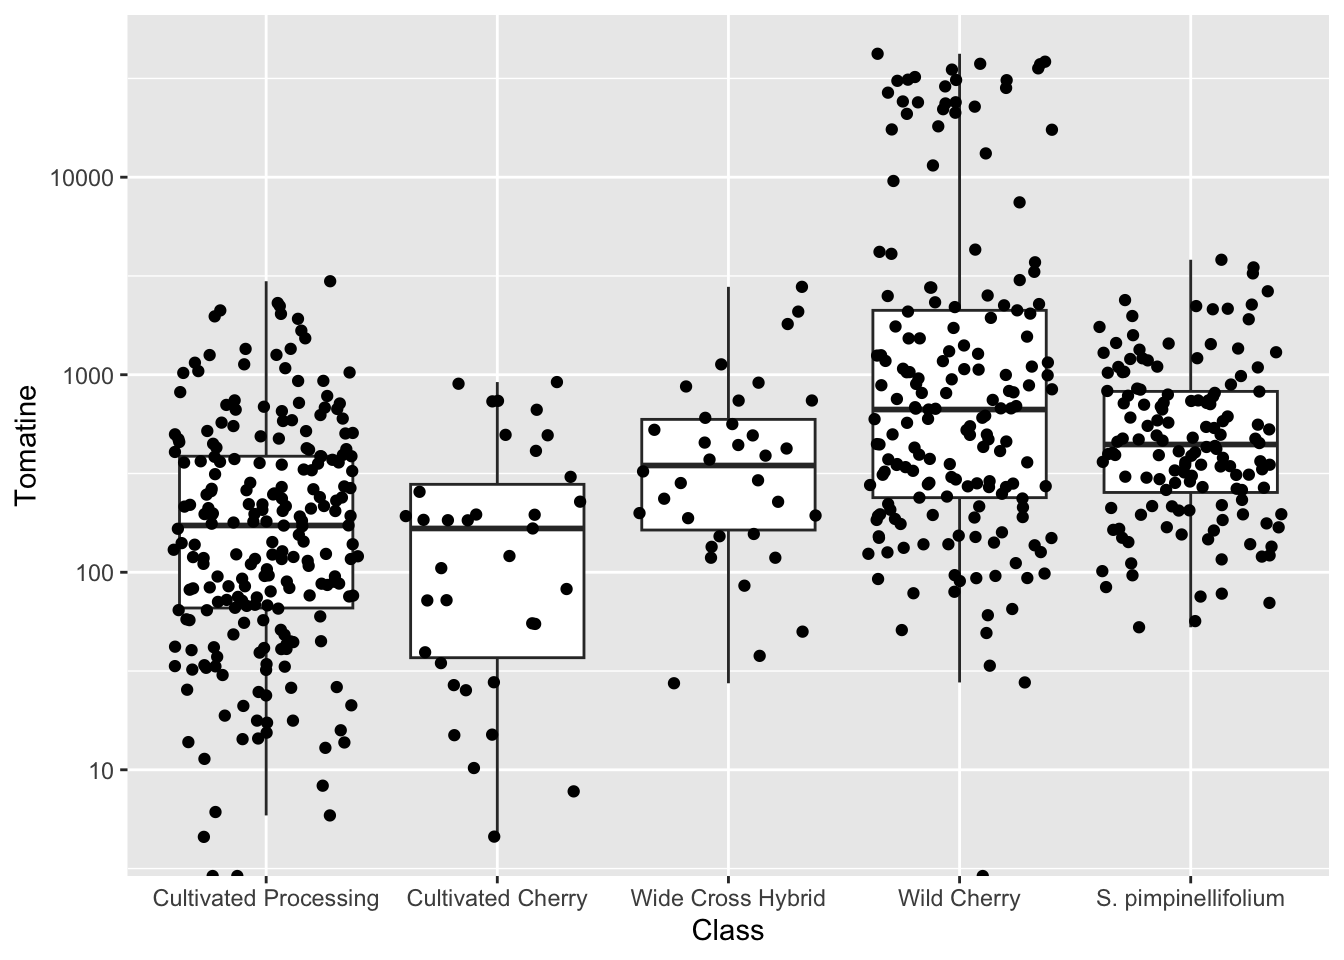 Tomatine
10000
1000
100
10
Cultivated Processing
Cultivated Cherry
Wide Cross Hybrid
Wild Cherry
S. pimpinellifolium
Class